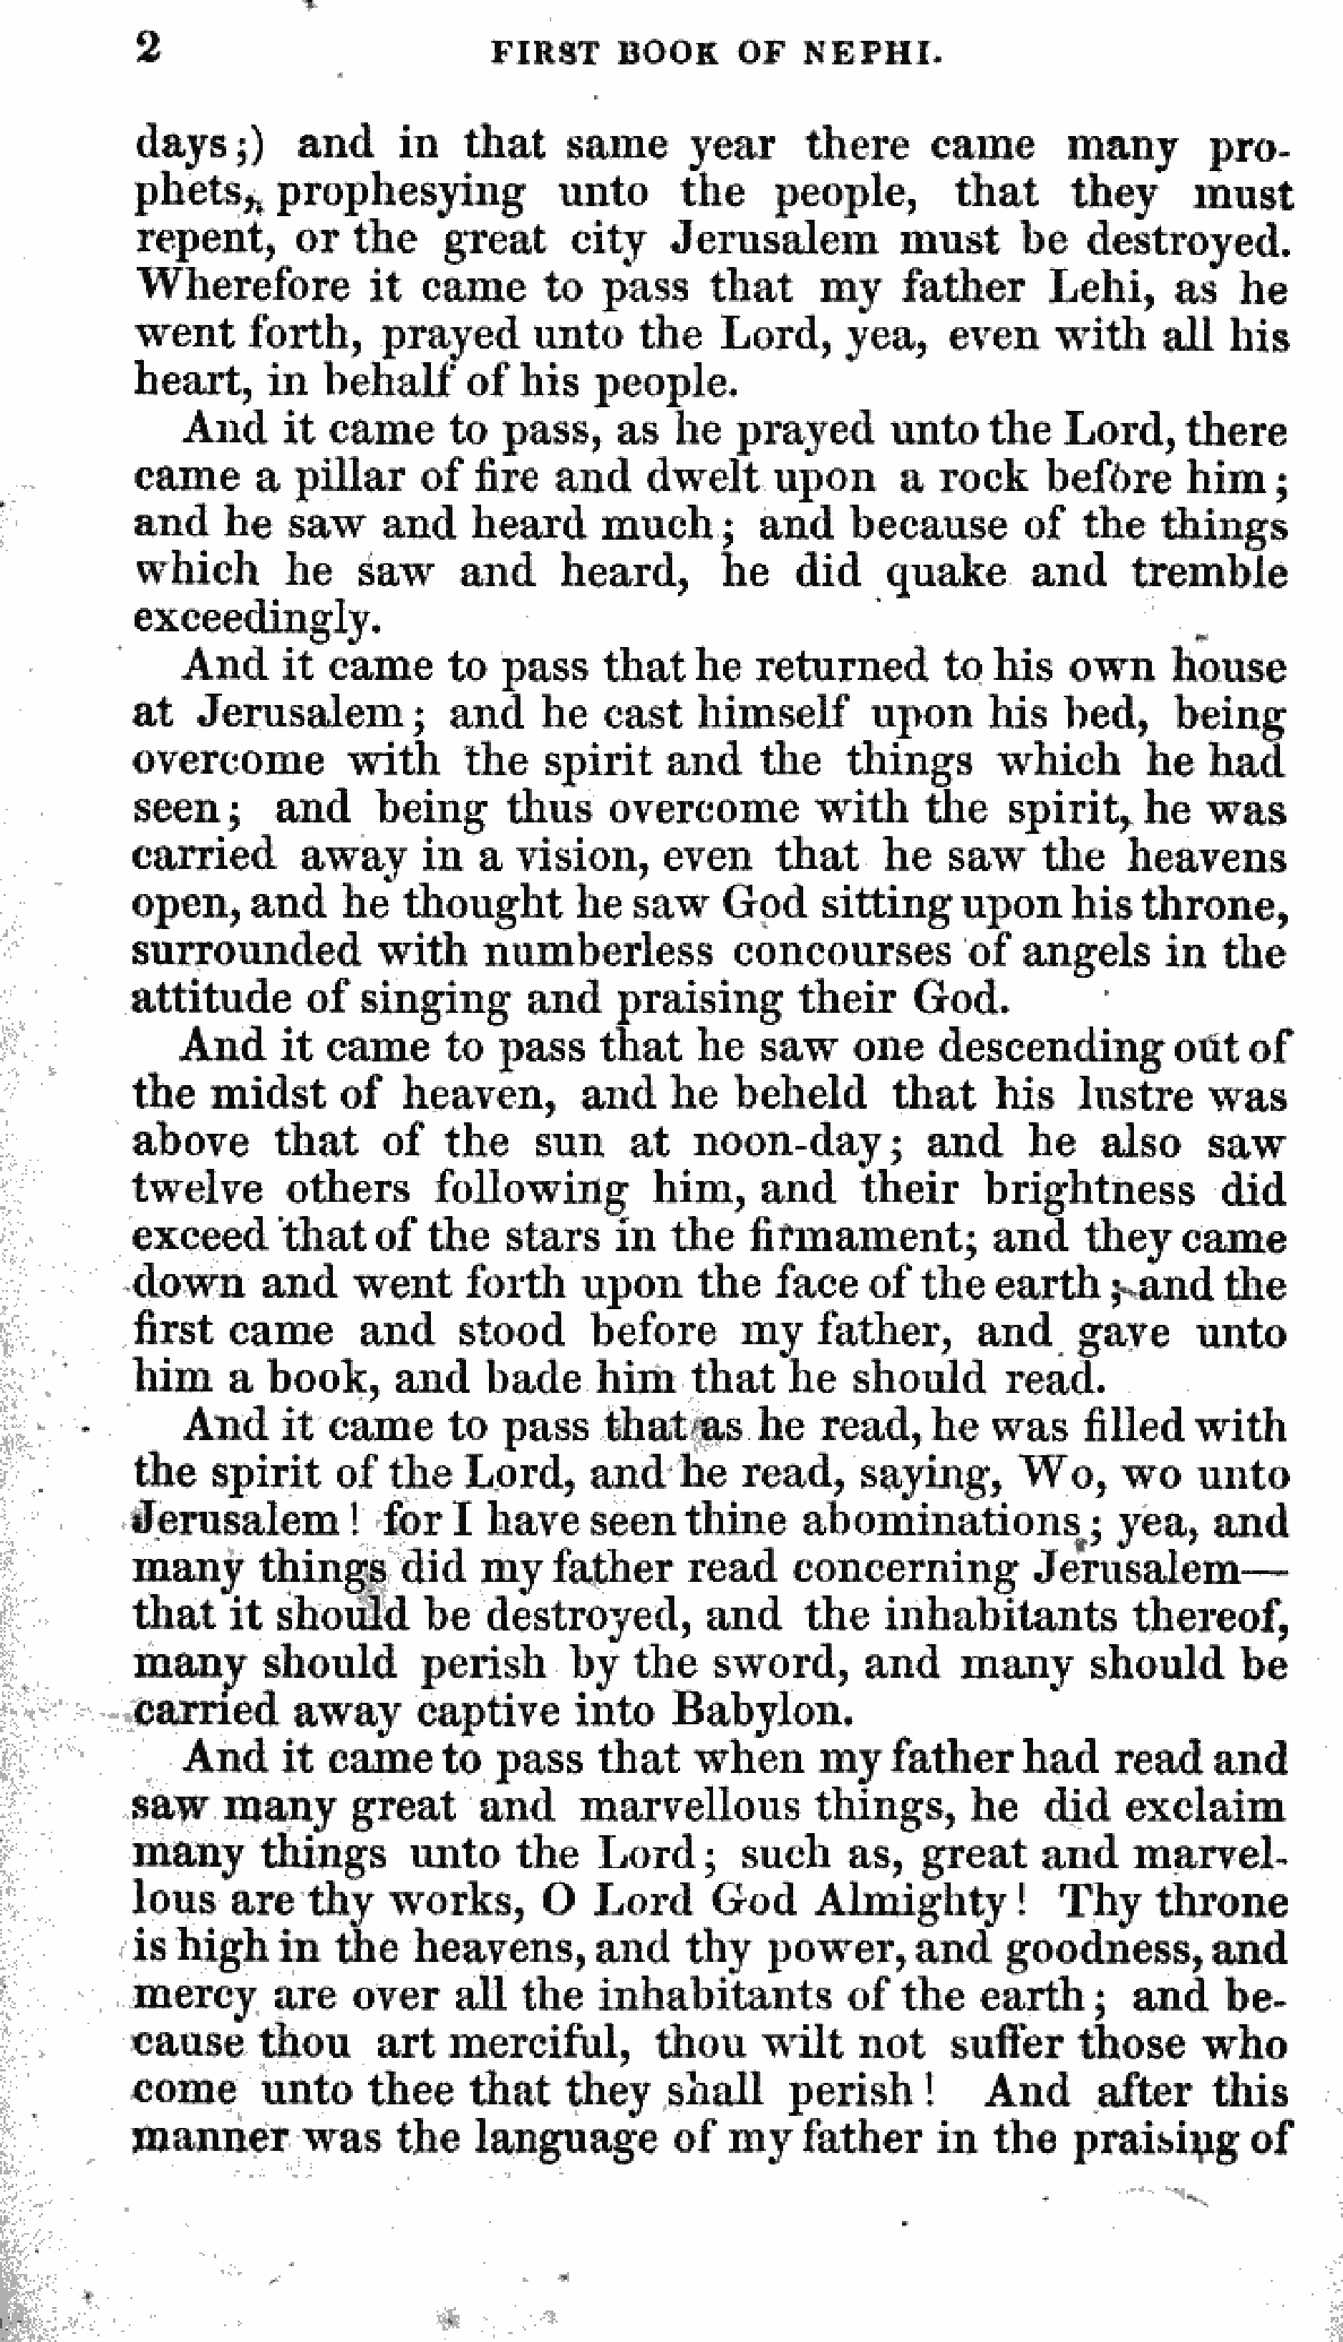 2 FIRST BOOK OF NEPHI.
days;) and in that same year there came many pro-
phets, prophesying unto the people, that they must
repent, or the great city Jerusalem must be destroyed.
Wherefore it came to pass that my father Lehi, as he
went forth, prayed unto the Lord, yea, even with all his
heart, in behalf of his people.
And it came to pass, as he prayed unto the Lord, there
came a pillar of fire and dwelt upon a rock before him;
and he saw and heard much; and because of the things
which he saw and heard, he did quake and tremble
exceedingly.
And it came to pass that he returned to his own house
at Jerusalem; and he cast himself upon his bed, being
overcome with the spirit and the things which he had
seen; and being thus overcome with the spirit, he was
carried away in a vision, even that he saw the heavens
open, and he thought he saw God sitting upon his throne,
surrounded with numberless concourses of angels in the
attitude of singing and praising their God.
And it came to pass that he saw one descending out of
the midst of heaven, and he beheld that his lustre was
above that of the sun at noon-day; and he also saw
twelve others following him, and their brightness did
exceed that of the stars in the firmament; and they came
down and went forth upon the face of the earth; and the
first came and stood before my father, and gave unto
him a book, and bade him that he should read.
And it came to pass that as he read, he was filled with
the spirit of the Lord, and he read, saying, Wo, wo unto
Jerusalem! for I have seen thine abominations; yea, and
many things did my father read concerning Jerusalem—
that it should be destroyed, and the inhabitants thereof,
many should perish by the sword, and many should be
carried away captive into Babylon.
And it came to pass that when my father had read and
saw many great and marvellous things, he did exclaim
many things unto the Lord; such as, great and marvel-
lous are thy works, O Lord God Almighty! Thy throne
is high in the heavens, and thy power, and goodness, and
mercy are over all the inhabitants of the earth; and be-
cause thou art merciful, thou wilt not suffer those who
come unto thee that they shall perish! And after this
manner was the language of my father in the praising of